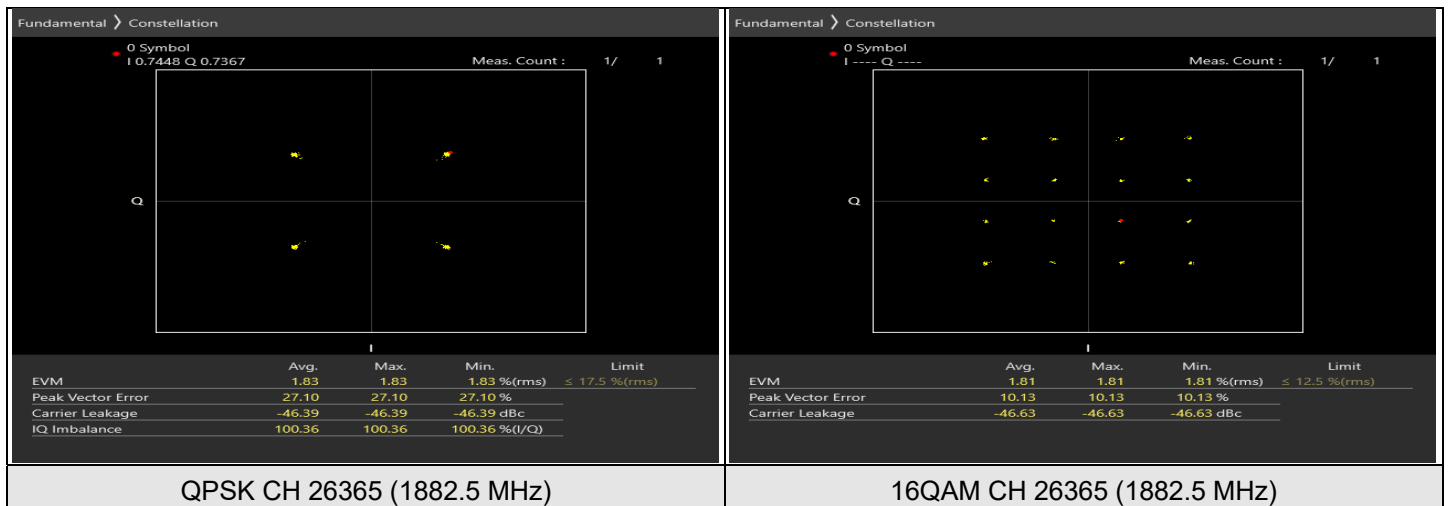 Fundamental ❯ Constellation
0 Symbol
I 0.7448 Q 0.7367
Meas. Count : 1/ 1
Q
I
Avg. Max. Min. Limit
EVM 1.83 1.83 1.83 %(rms) ≤ 17.5 %(rms)
Peak Vector Error 27.10 27.10 27.10 %
Carrier Leakage -46.39 -46.39 -46.39 dBc
IQ Imbalance 100.36 100.36 100.36 %(I/Q)
QPSK CH 26365 (1882.5 MHz)
Fundamental ❯ Constellation
0 Symbol
I ---- Q ----
Meas. Count : 1/ 1
Q
I
Avg. Max. Min. Limit
EVM 1.81 1.81 1.81 %(rms) ≤ 12.5 %(rms)
Peak Vector Error 10.13 10.13 10.13 %
Carrier Leakage -46.63 -46.63 -46.63 dBc
16QAM CH 26365 (1882.5 MHz)